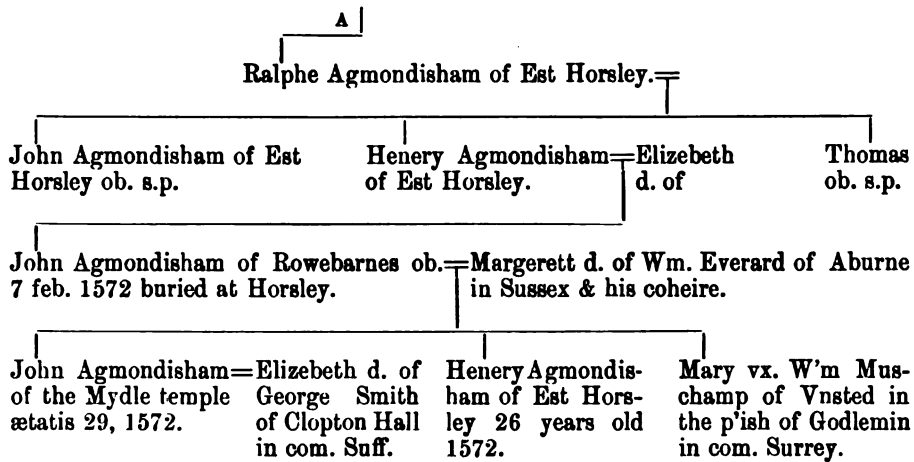 A
Ralphe Agmondisham of Est Horsley.
John Agmondisham of Est
Horsley ob. s.p.
Henery Agmondisham=Elizebeth
of Est Horsley. d. of
Thomas
ob. s.p.
John Agmondisham of Rowebarnes ob.=Margerett d. of Wm. Everard of Aburne
7 feb. 1572 buried at Horsley. in Sussex & his coheire.
John Agmondisham=Elizebeth d. of
of the Mydle temple George Smith
ætatis 29, 1572. of Clopton Hall
in com. Suff.
Henery Agmondis-
ham of Est Hors-
ley 26 years old
1572.
Mary vx. W'm Mus-
champ of Vnsted in
the p'ish of Godlemin
in com. Surrey.